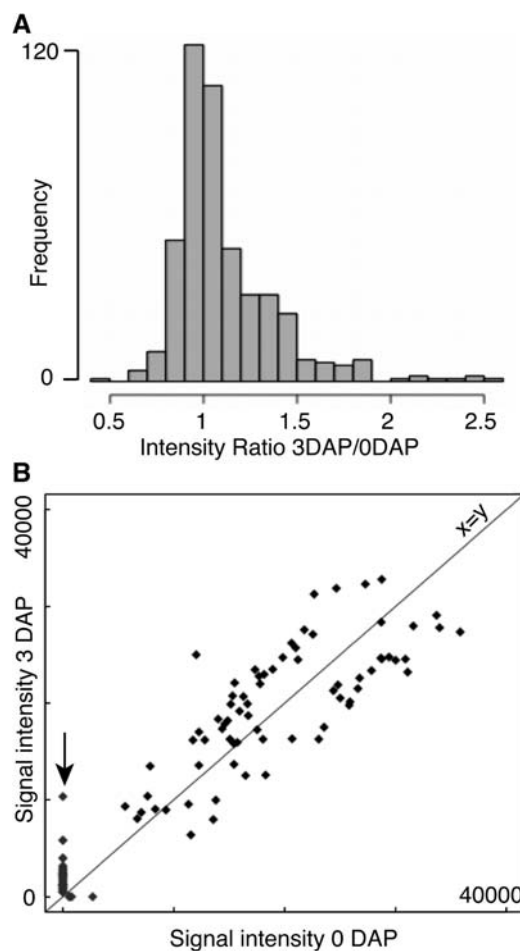 A
120
Frequency
0
0.5 1 1.5 2 2.5
Intensity Ratio 3DAP/0DAP
B
40000
x=y
Signal intensity 3 DAP
0
40000
Signal intensity 0 DAP